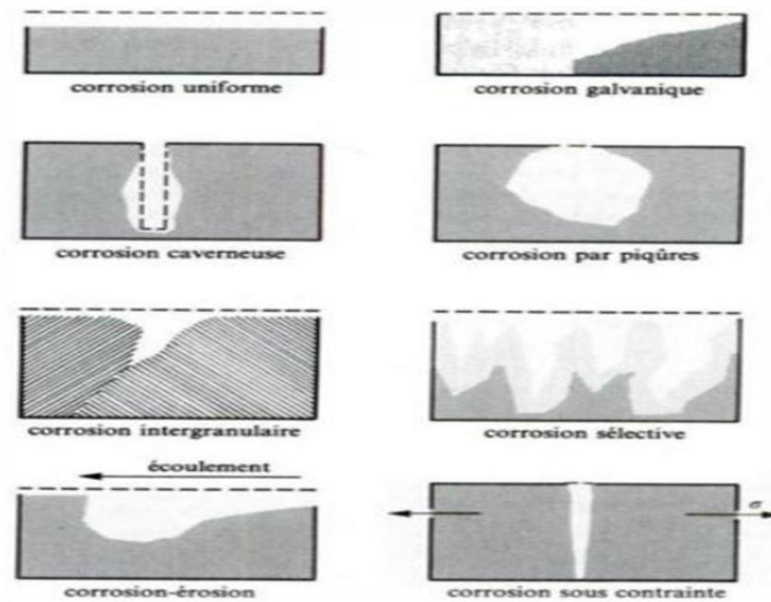 corrosion uniforme
corrosion galvanique
corrosion caverneuse
corrosion par piqûres
corrosion intergranulaire
corrosion sélective
écoulement
σ
corrosion-érosion
corrosion sous contrainte